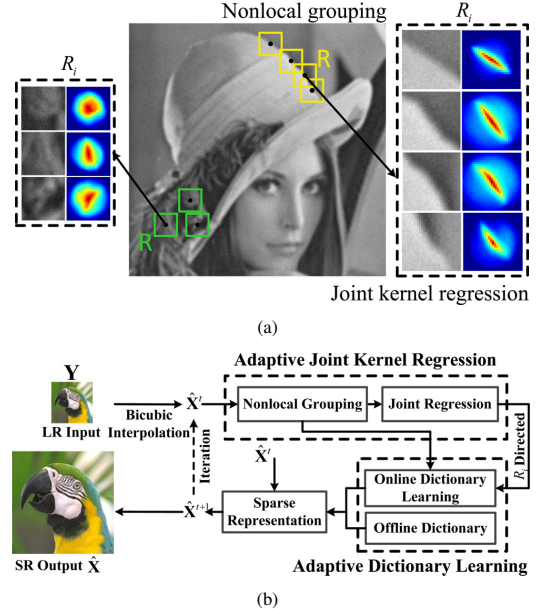 Nonlocal grouping
R_i
R_i
R
R
Joint kernel regression
(a)
Adaptive Joint Kernel Regression
Y
LR Input
Bicubic
Interpolation
X̂^t
Nonlocal Grouping
Joint Regression
Iteration
X̂^t
R_i Directed
Online Dictionary
Learning
Sparse
Representation
X̂^{t+1}
Offline Dictionary
SR Output X̂
Adaptive Dictionary Learning
(b)